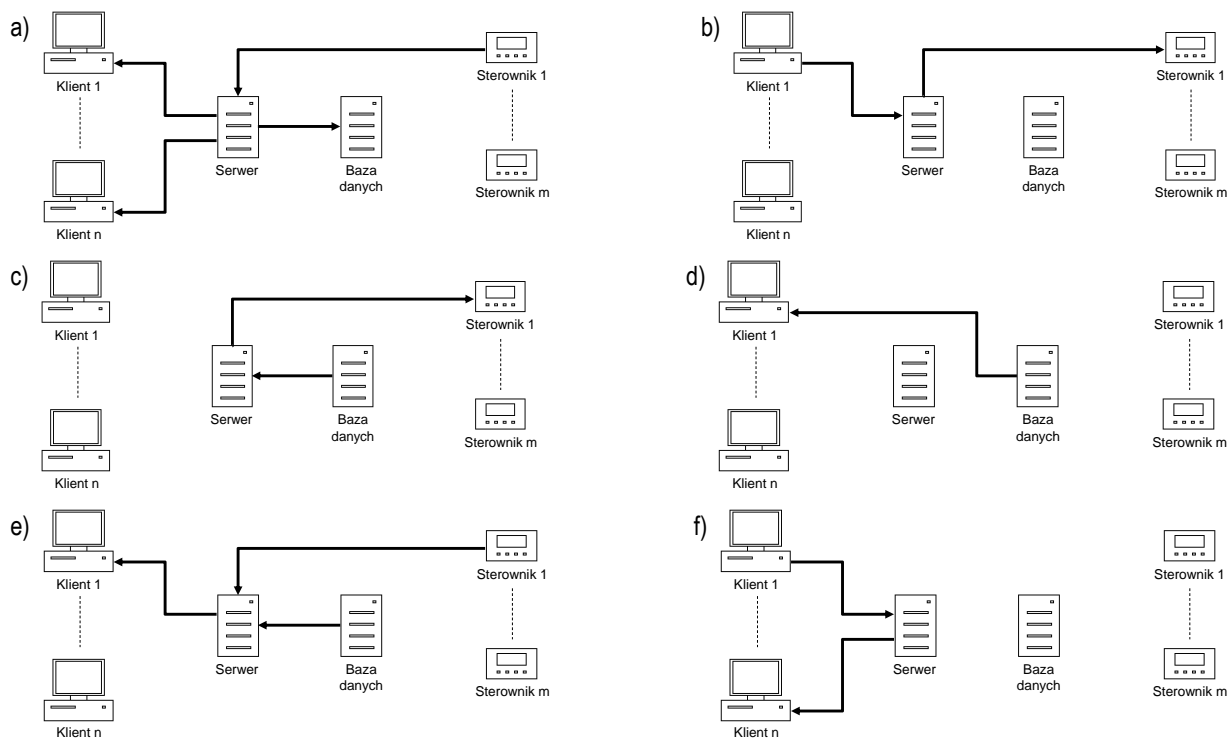 a)
Klient 1
Klient n
Serwer
Baza
danych
Sterownik 1
Sterownik m
b)
Klient 1
Klient n
Serwer
Baza
danych
Sterownik 1
Sterownik m
c)
Klient 1
Klient n
Serwer
Baza
danych
Sterownik 1
Sterownik m
d)
Klient 1
Klient n
Serwer
Baza
danych
Sterownik 1
Sterownik m
e)
Klient 1
Klient n
Serwer
Baza
danych
Sterownik 1
Sterownik m
f)
Klient 1
Klient n
Serwer
Baza
danych
Sterownik 1
Sterownik m